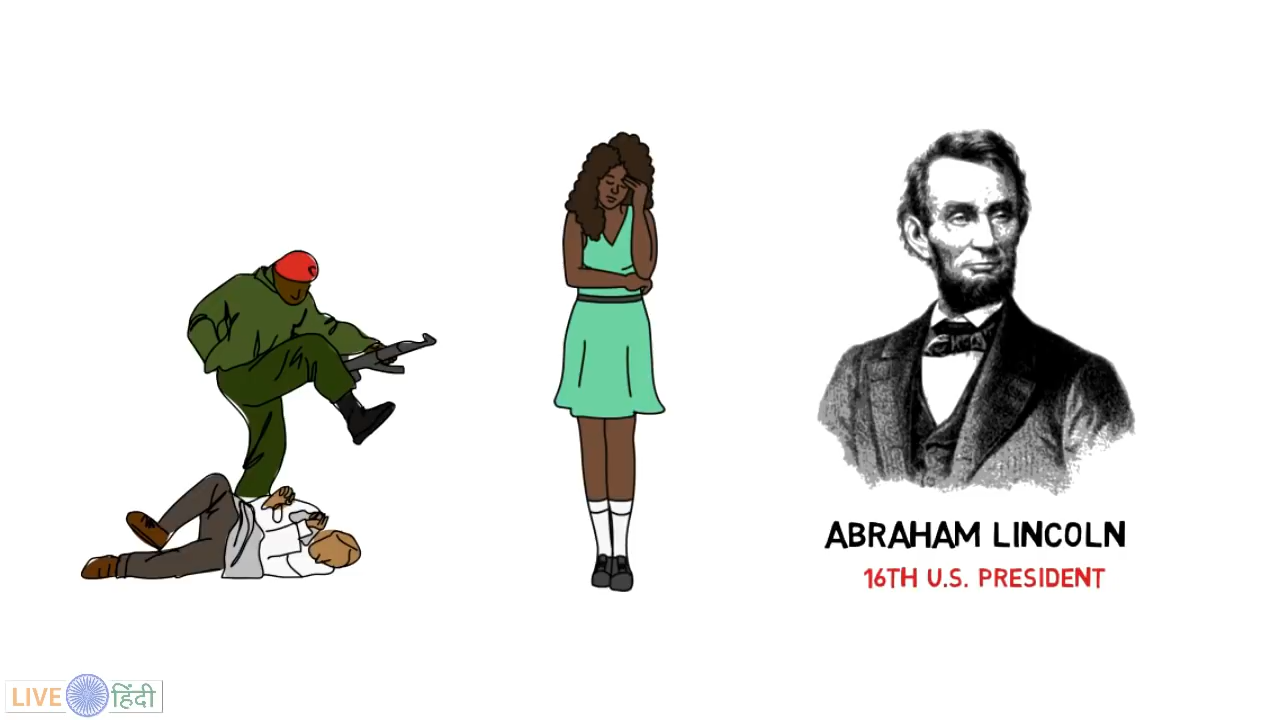 ABRAHAM LINCOLN
16TH U.S. PRESIDENT
LIVE हिंदी